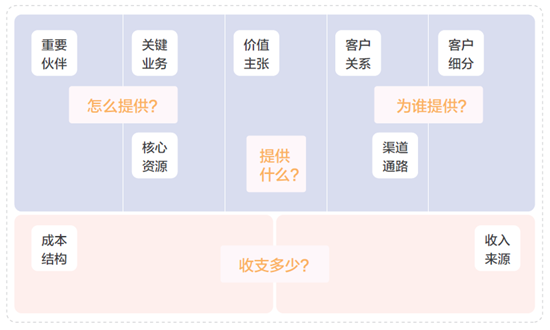 重要
伙伴
关键
业务
价值
主张
客户
关系
客户
细分
怎么提供?
为谁提供?
核心
资源
提供
什么?
渠道
通路
成本
结构
收支多少?
收入
来源